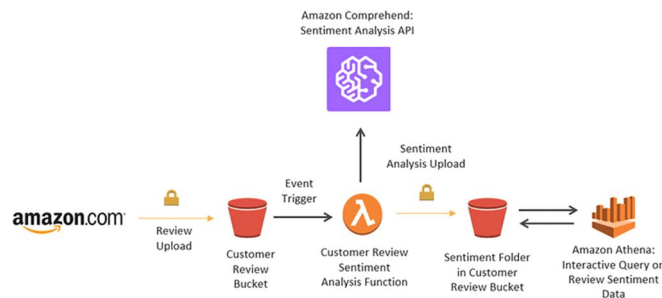 Amazon Comprehend:
Sentiment Analysis API
Sentiment
Analysis Upload
Event
Trigger
amazon.com
Review
Upload
Customer
Review
Bucket
Customer Review
Sentiment
Analysis Function
Sentiment Folder
in Customer
Review Bucket
Amazon Athena:
Interactive Query on
Review Sentiment
Data